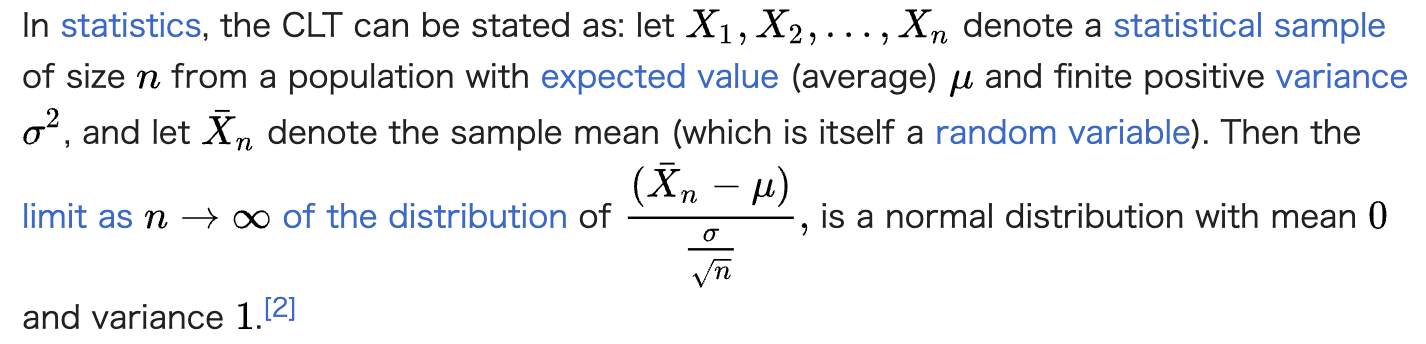 In statistics, the CLT can be stated as: let X₁, X₂, . . . , Xₙ denote a statistical sample
of size n from a population with expected value (average) μ and finite positive variance
σ², and let X̄ₙ denote the sample mean (which is itself a random variable). Then the
limit as n → ∞ of the distribution of (X̄ₙ − μ) / (σ / √n), is a normal distribution with mean 0
and variance 1.[2]